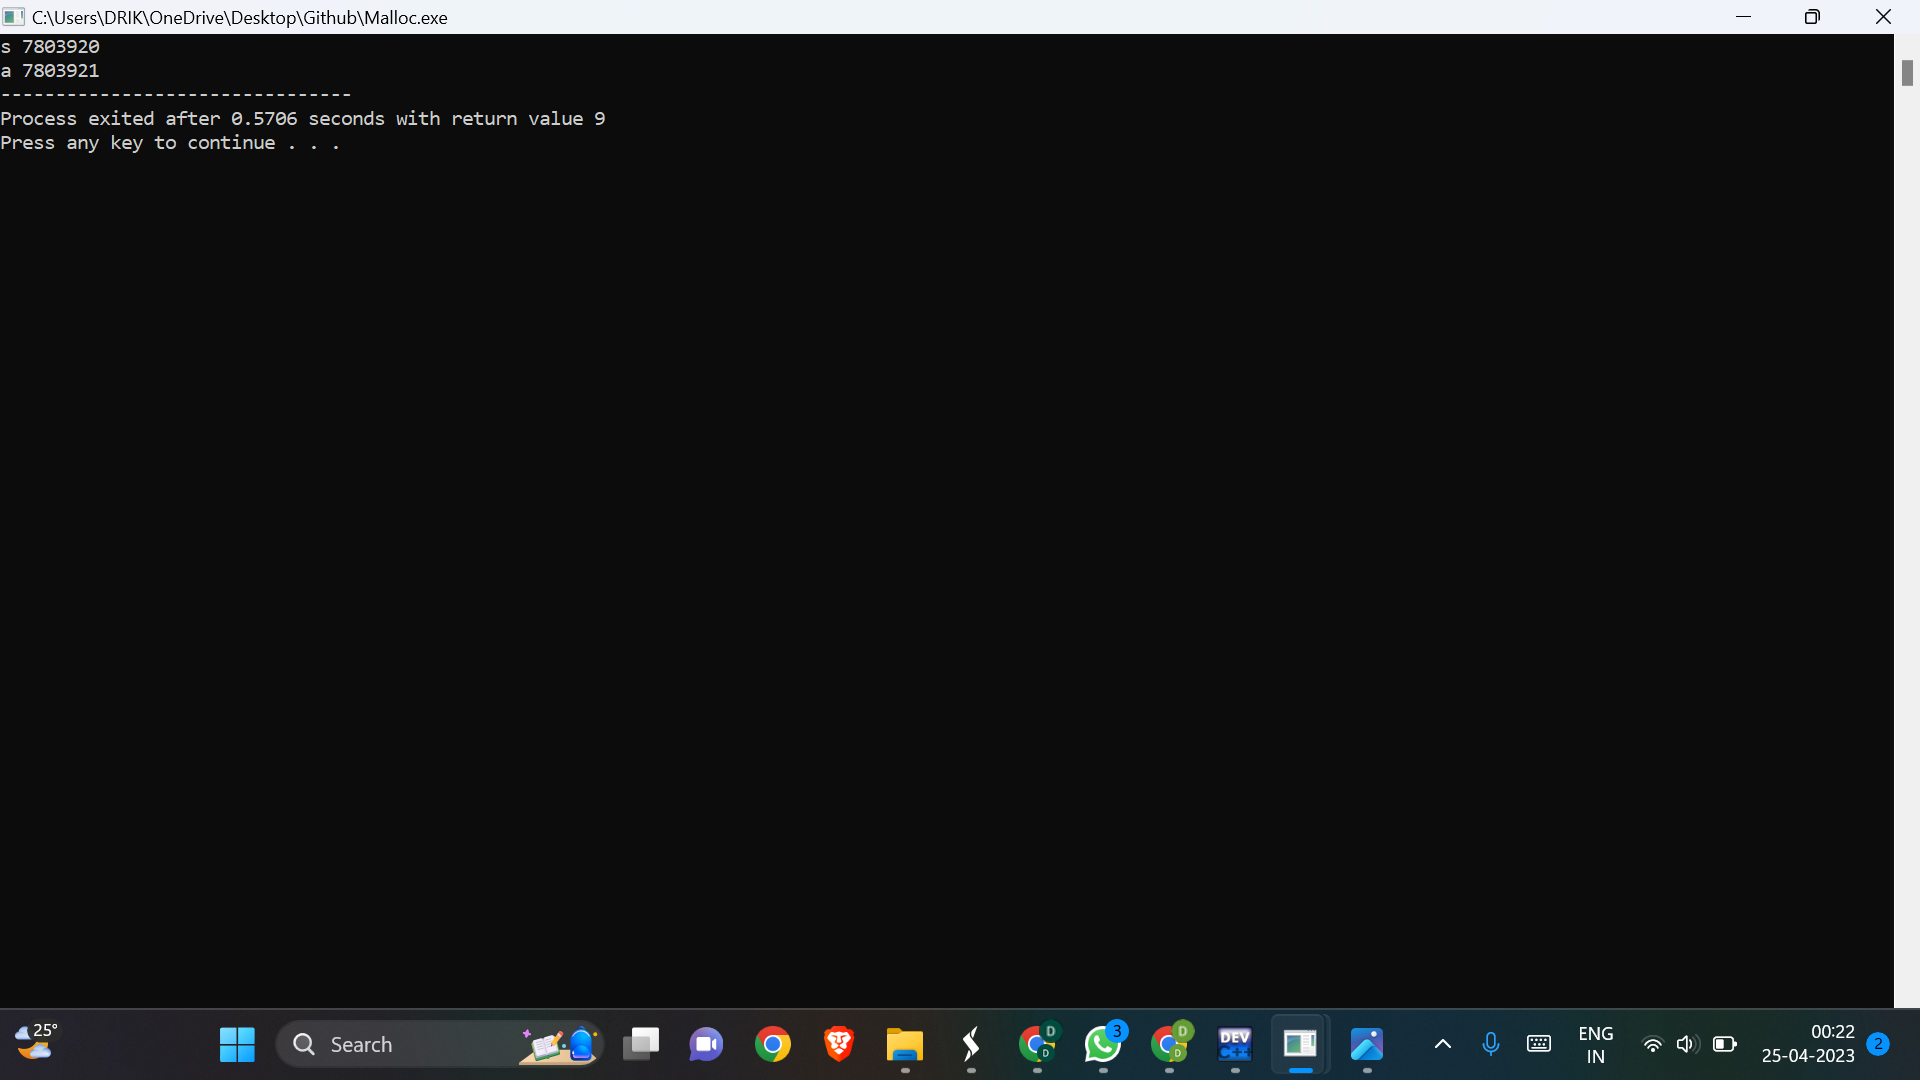 C:\Users\DRIK\OneDrive\Desktop\Github\Malloc.exe
s 7803920
a 7803921
--------------------------------
Process exited after 0.5706 seconds with return value 9
Press any key to continue . . .
25°
Search
D
D
3
D
D
DEV
C++
ENG
IN
00:22
25-04-2023
2